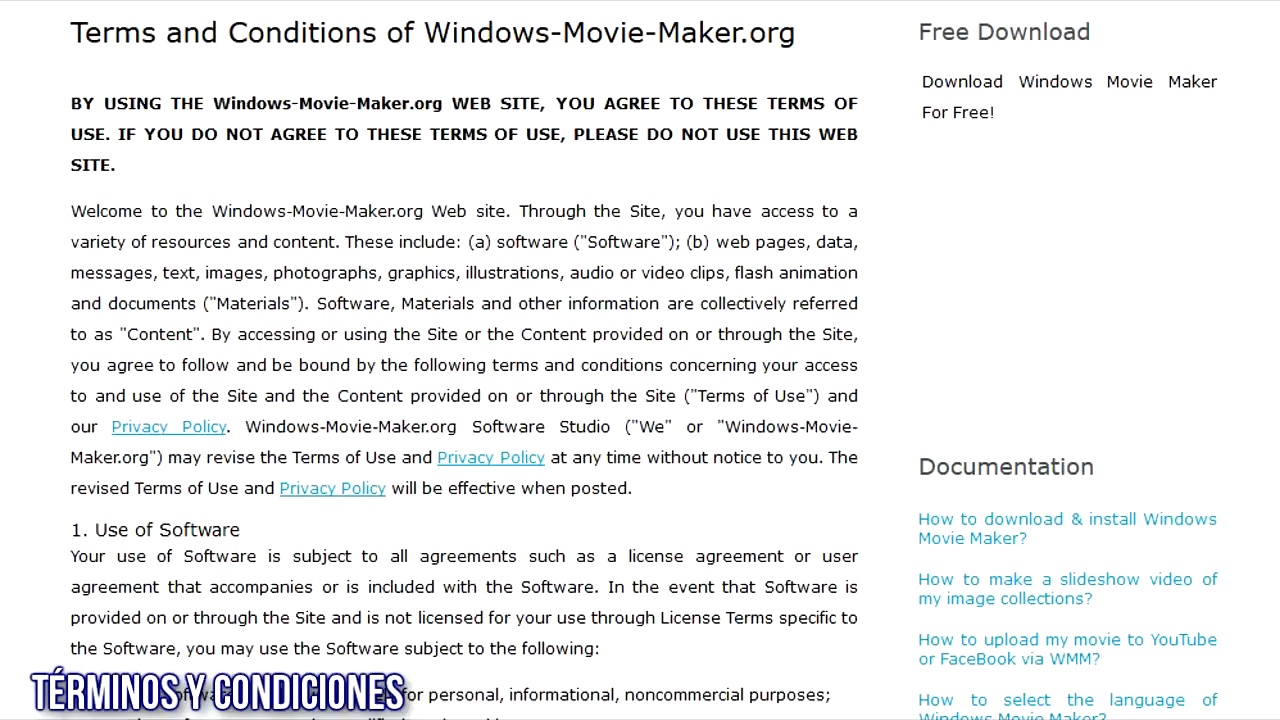 Terms and Conditions of Windows-Movie-Maker.org
BY USING THE Windows-Movie-Maker.org WEB SITE, YOU AGREE TO THESE TERMS OF
USE. IF YOU DO NOT AGREE TO THESE TERMS OF USE, PLEASE DO NOT USE THIS WEB
SITE.
Welcome to the Windows-Movie-Maker.org Web site. Through the Site, you have access to a
variety of resources and content. These include: (a) software ("Software"); (b) web pages, data,
messages, text, images, photographs, graphics, illustrations, audio or video clips, flash animation
and documents ("Materials"). Software, Materials and other information are collectively referred
to as "Content". By accessing or using the Site or the Content provided on or through the Site,
you agree to follow and be bound by the following terms and conditions concerning your access
to and use of the Site and the Content provided on or through the Site ("Terms of Use") and
our Privacy Policy. Windows-Movie-Maker.org Software Studio ("We" or "Windows-Movie-
Maker.org") may revise the Terms of Use and Privacy Policy at any time without notice to you. The
revised Terms of Use and Privacy Policy will be effective when posted.
1. Use of Software
Your use of Software is subject to all agreements such as a license agreement or user
agreement that accompanies or is included with the Software. In the event that Software is
provided on or through the Site and is not licensed for your use through License Terms specific to
the Software, you may use the Software subject to the following:
for personal, informational, noncommercial purposes;
TÉRMINOS Y CONDICIONES
Free Download
Download Windows Movie Maker
For Free!
Documentation
How to download & install Windows
Movie Maker?
How to make a slideshow video of
my image collections?
How to upload my movie to YouTube
or FaceBook via WMM?
How to select the language of
Windows Movie Maker?